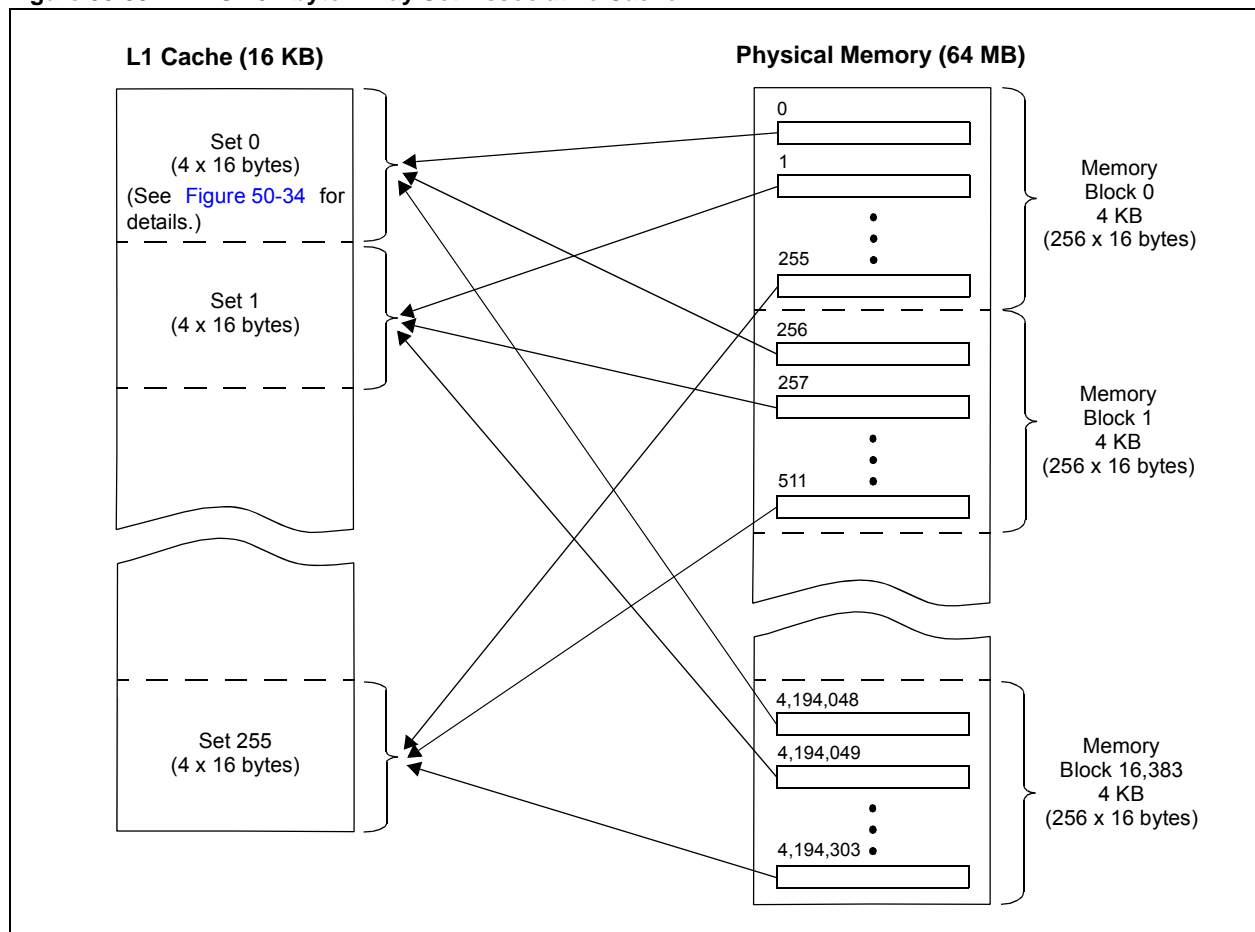 L1 Cache (16 KB)
Set 0
(4 x 16 bytes)
(See Figure 50-34 for
details.)
Set 1
(4 x 16 bytes)
Set 255
(4 x 16 bytes)
Physical Memory (64 MB)
0
1
255
256
257
511
4,194,048
4,194,049
4,194,303
Memory
Block 0
4 KB
(256 x 16 bytes)
Memory
Block 1
4 KB
(256 x 16 bytes)
Memory
Block 16,383
4 KB
(256 x 16 bytes)